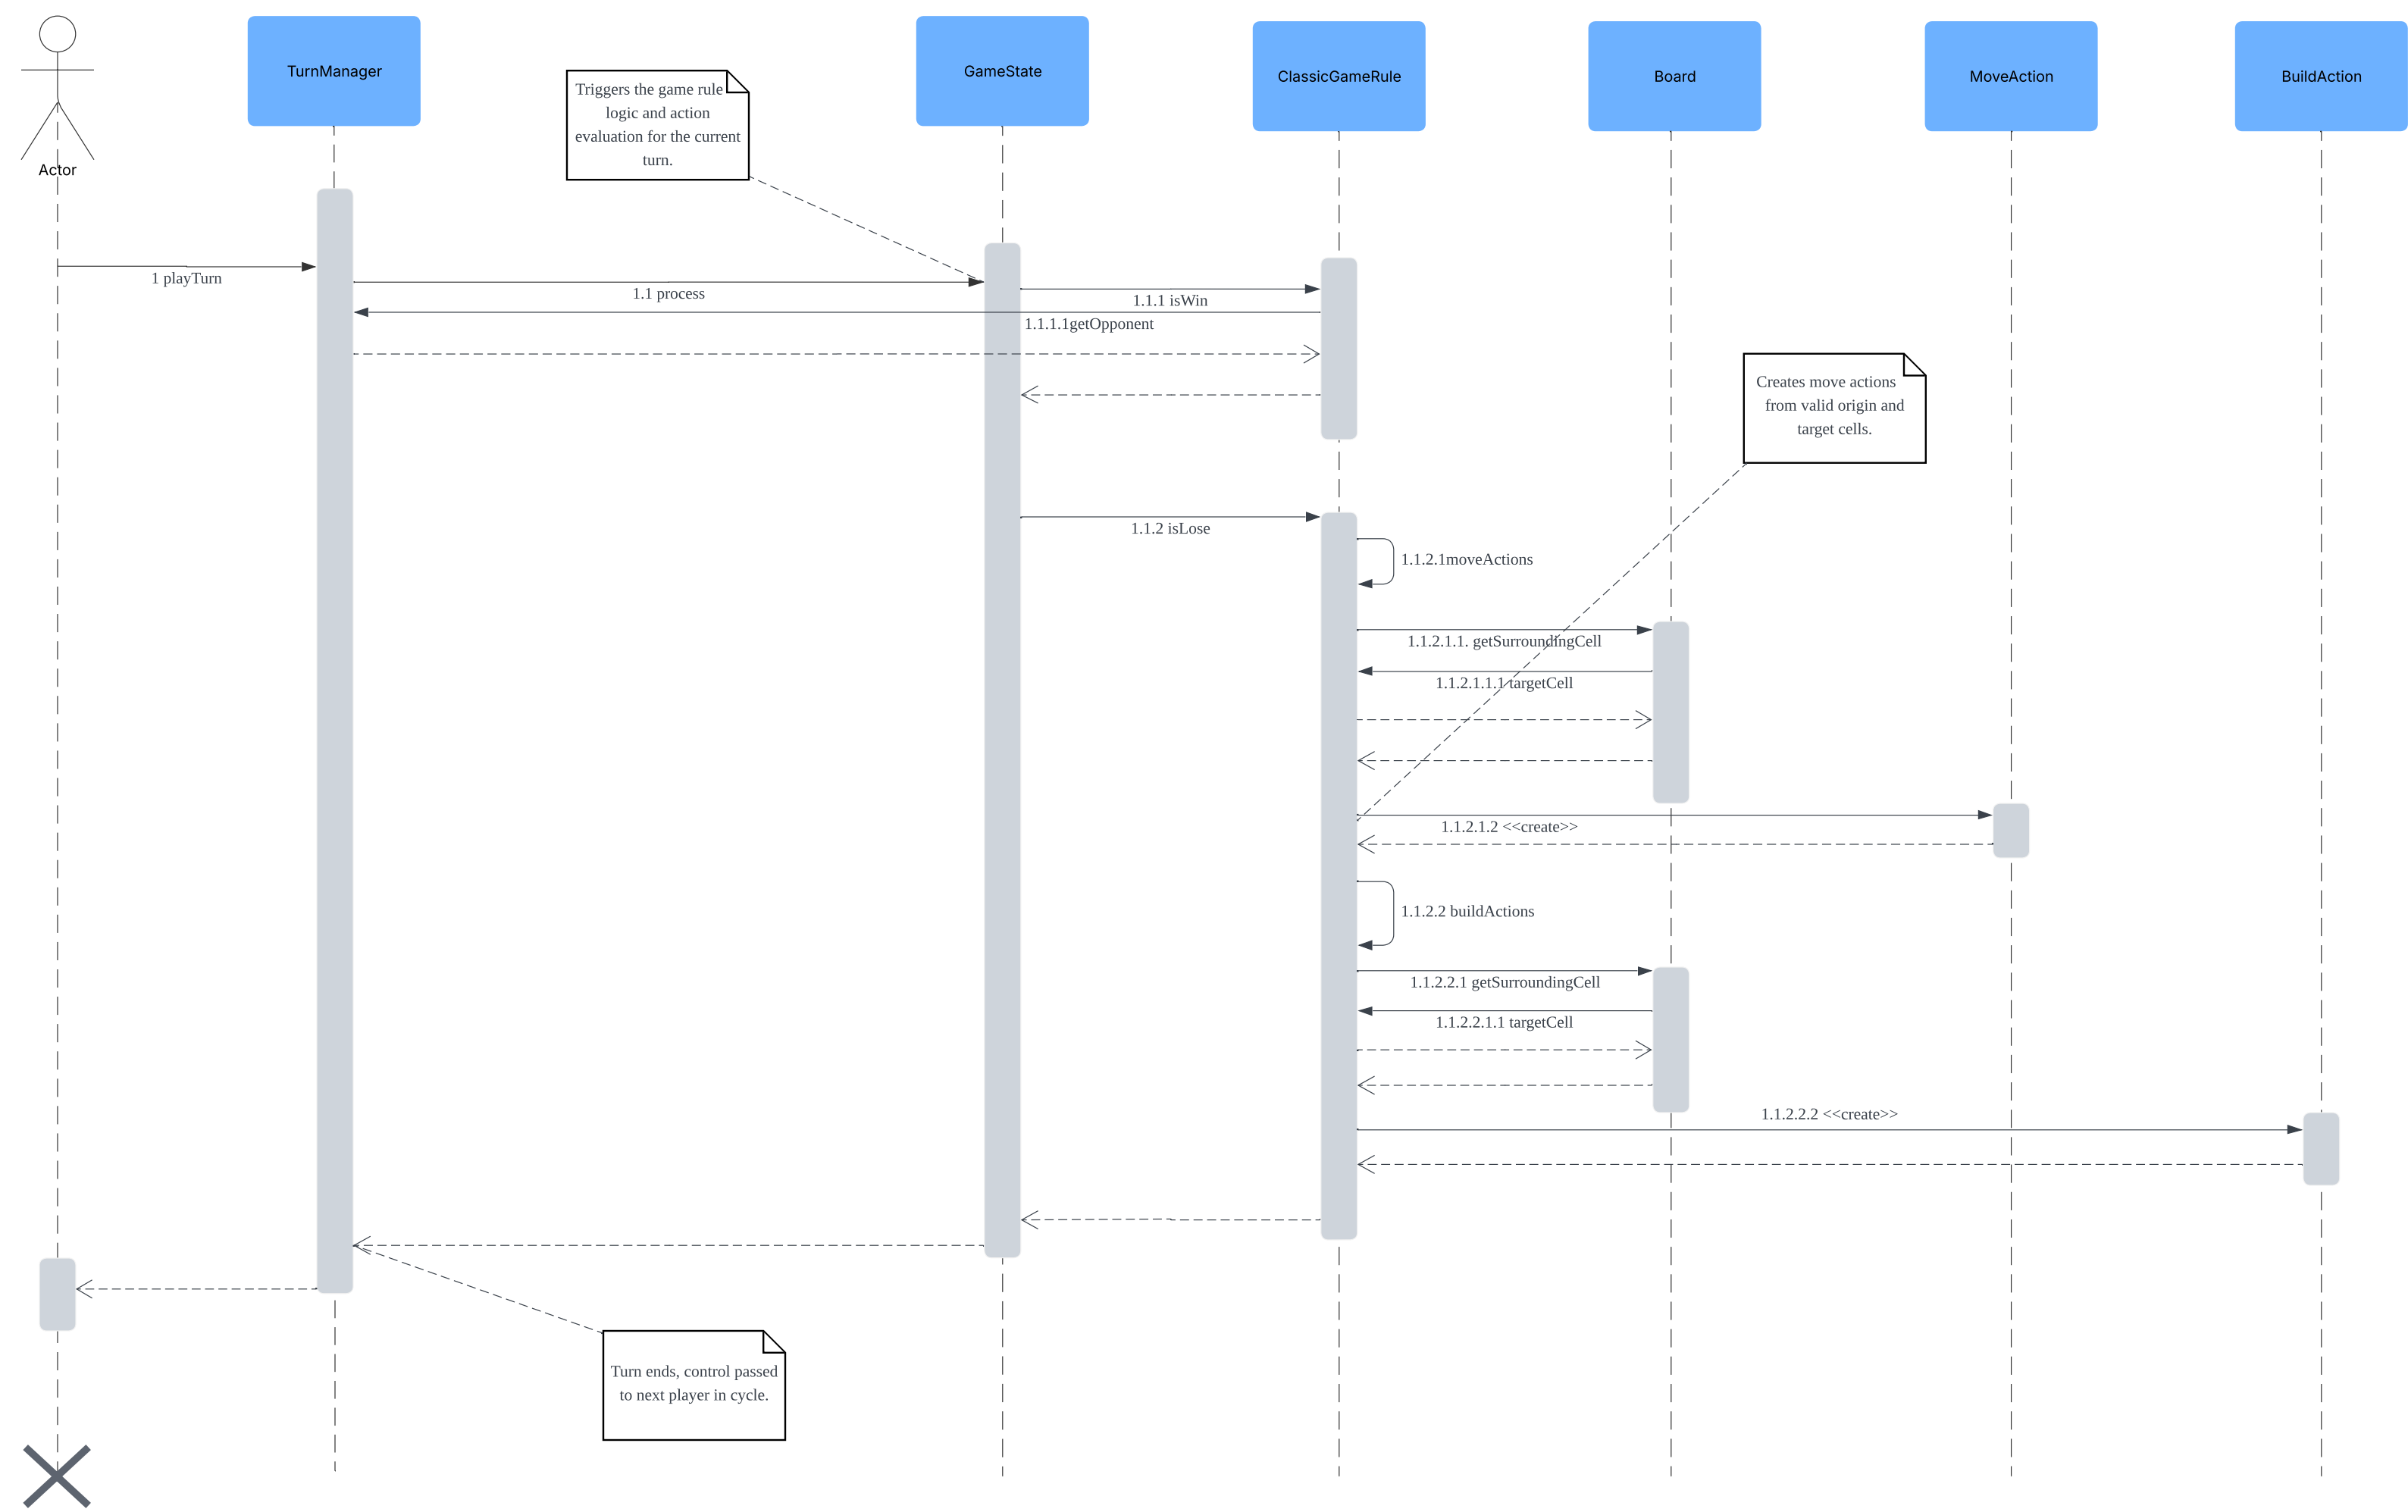 Actor
TurnManager
GameState
ClassicGameRule
Board
MoveAction
BuildAction
Triggers the game rule
logic and action
evaluation for the current
turn.
1 playTurn
1.1 process
1.1.1 isWin
1.1.1.1getOpponent
Creates move actions
from valid origin and
target cells.
1.1.2 isLose
1.1.2.1moveActions
1.1.2.1.1. getSurroundingCell
1.1.2.1.1.1 targetCell
1.1.2.1.2 <<create>>
1.1.2.2 buildActions
1.1.2.2.1 getSurroundingCell
1.1.2.2.1.1 targetCell
1.1.2.2.2 <<create>>
Turn ends, control passed
to next player in cycle.